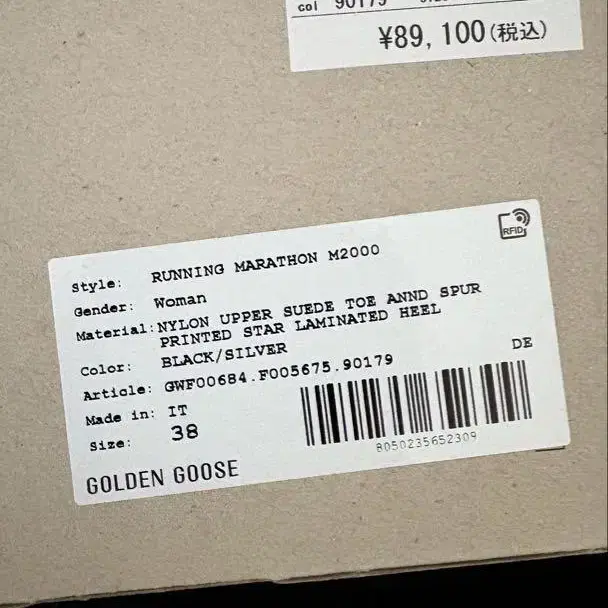 col 90179
¥89,100(税込)
RFID
Style: RUNNING MARATHON M2000
Gender: Woman
Material: NYLON UPPER SUEDE TOE ANND SPUR
PRINTED STAR LAMINATED HEEL
Color: BLACK/SILVER
Article: GWF00684.F005675.90179
DE
Made in: IT
Size: 38
8050235652309
GOLDEN GOOSE